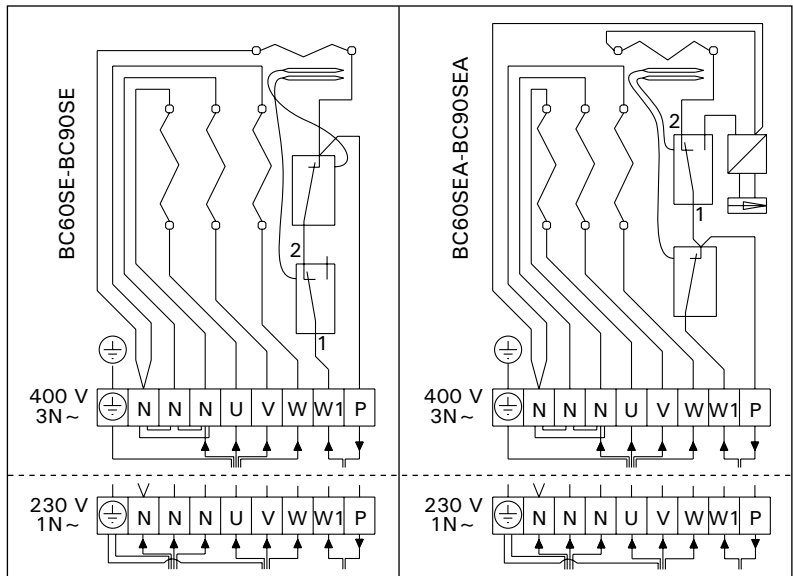 BC60SE-BC90SE
2
1
400 V
3N~
N N N U V W W1 P
230 V
1N~
N N N U V W W1 P
BC60SEA-BC90SEA
2
1
400 V
3N~
N N N U V W W1 P
230 V
1N~
N N N U V W W1 P